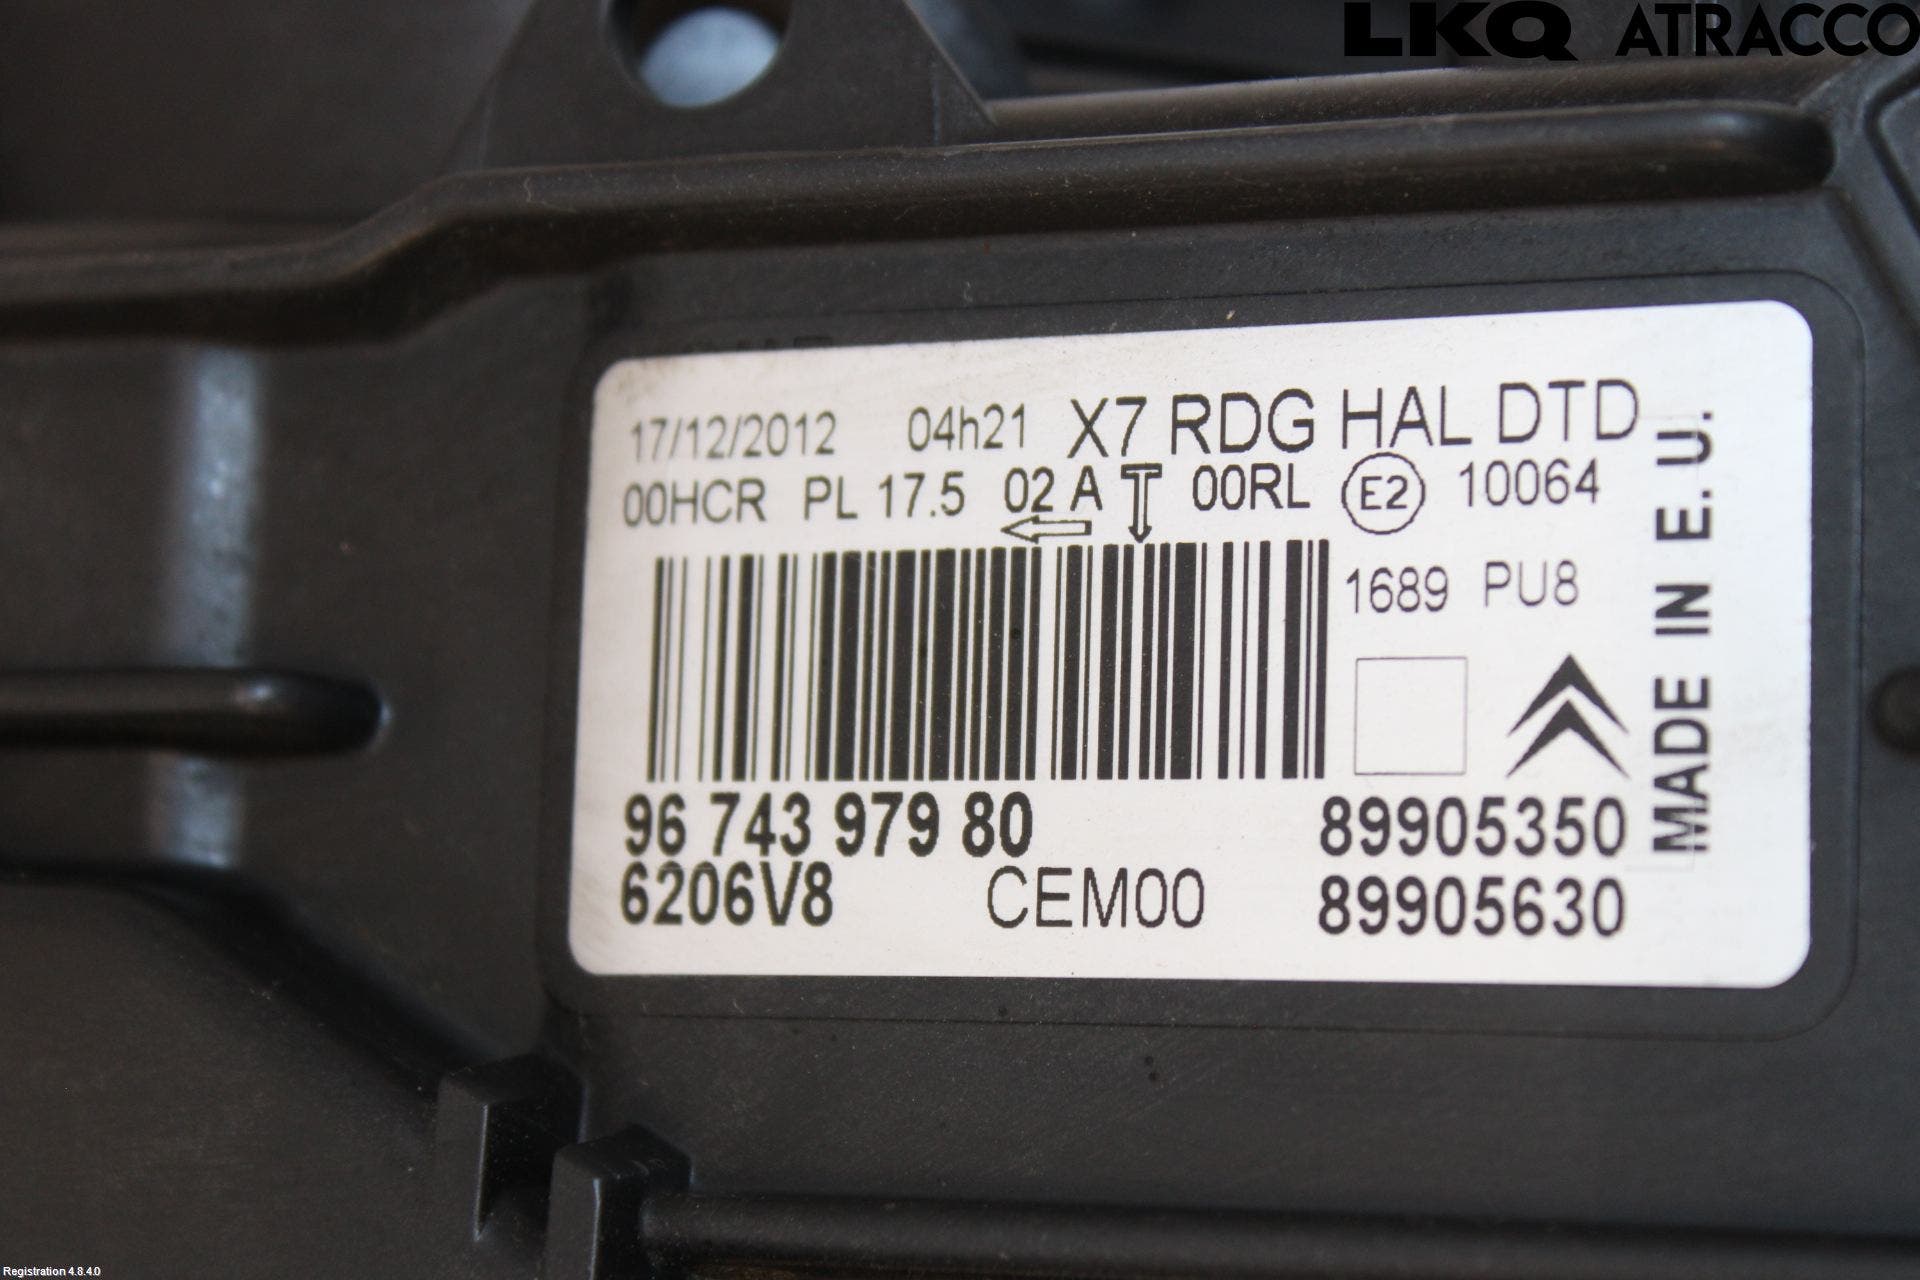 LKQ ATRACCO
17/12/2012 04h21 X7 RDG HAL DTD
00HCR PL 17.5 02 A 00RL E2 10064
1689 PU8
MADE IN E. U.
96 743 979 80 89905350
6206V8 CEM00 89905630
Registration 4.8.4.0